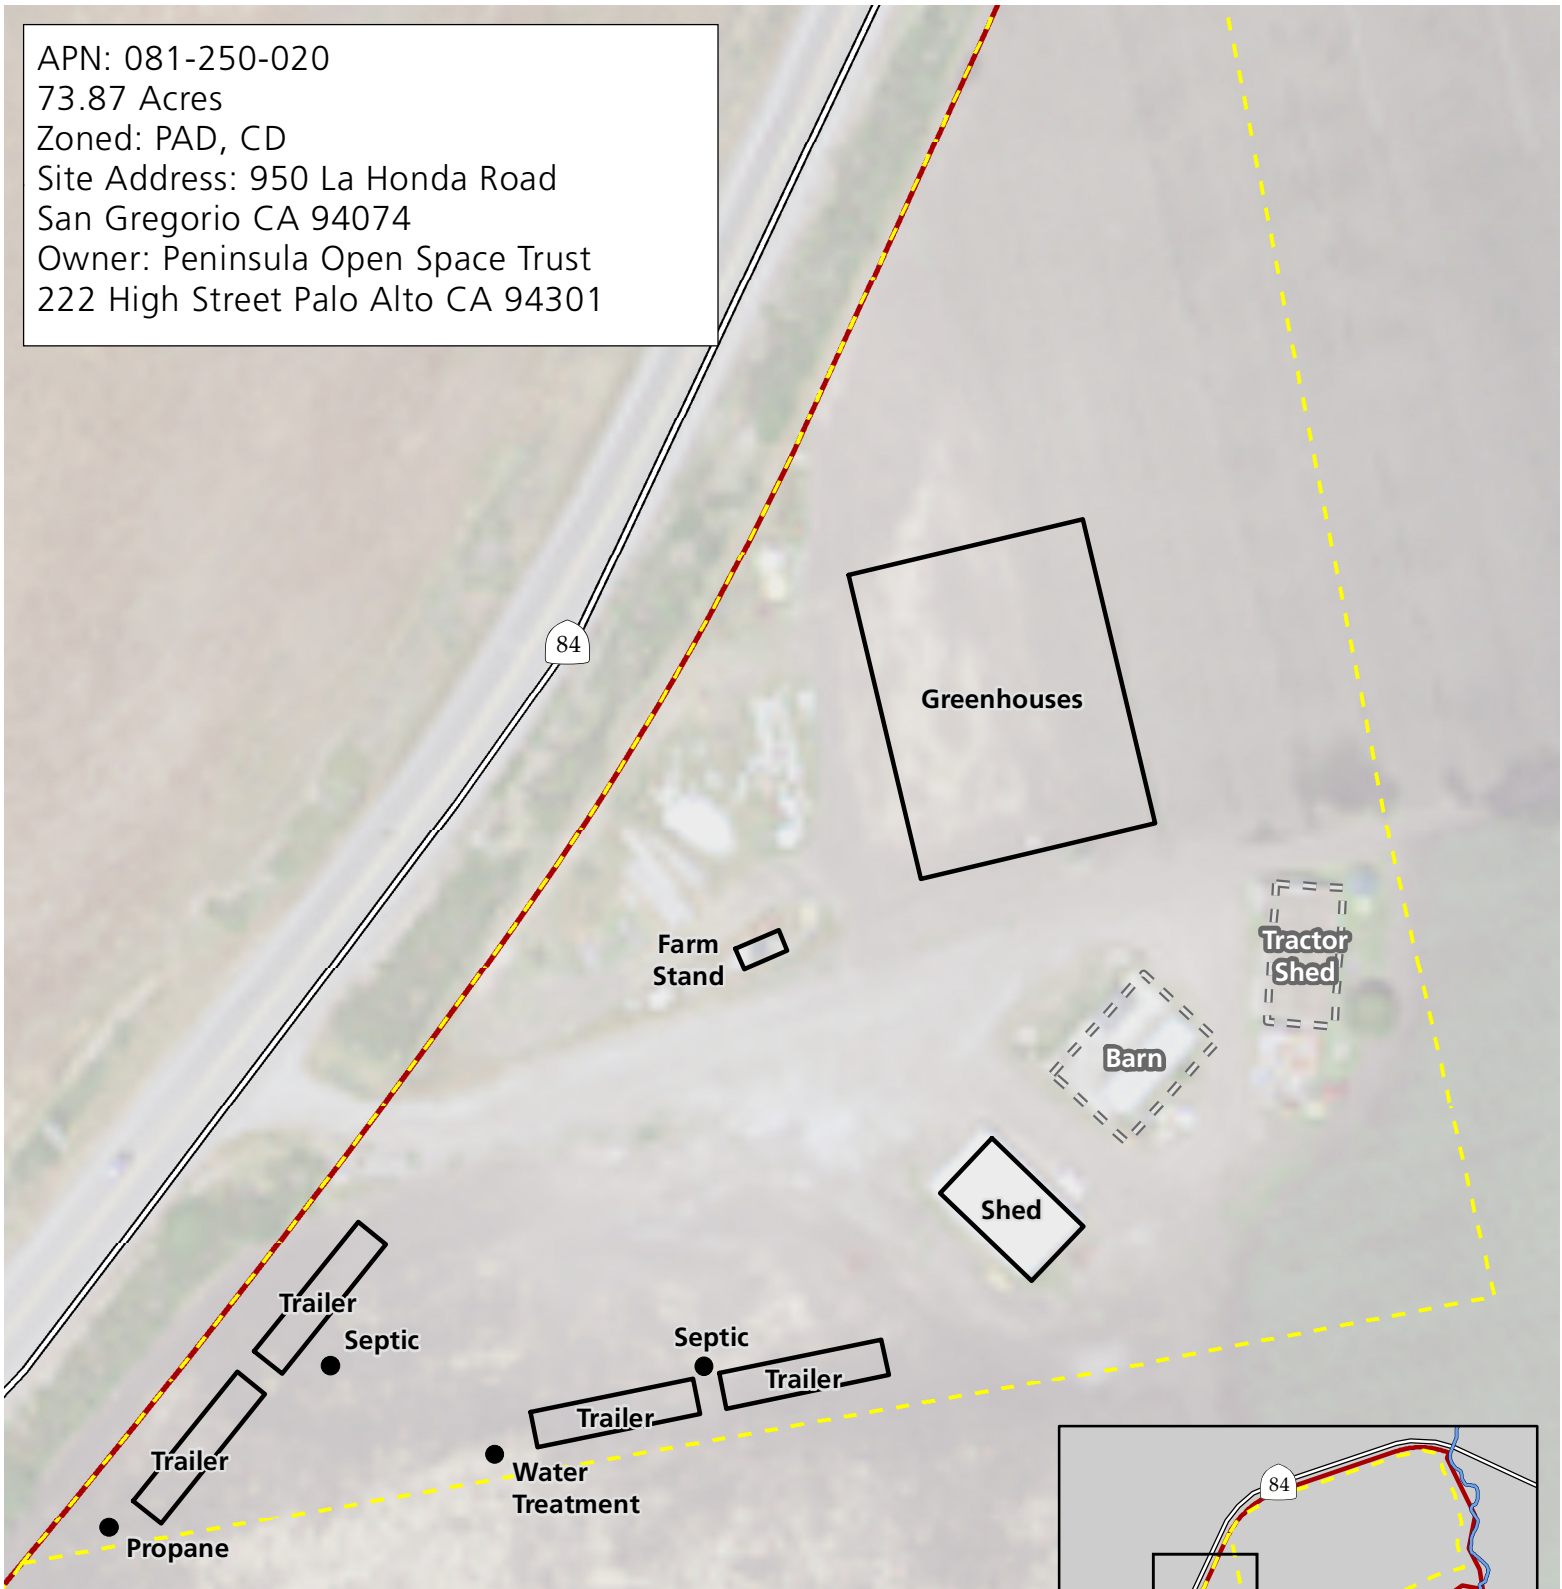 APN: 081-250-020
73.87 Acres
Zoned: PAD, CD
Site Address: 950 La Honda Road
San Gregorio CA 94074
Owner: Peninsula Open Space Trust
222 High Street Palo Alto CA 94301
84
Greenhouses
Farm
Stand
Tractor
Shed
Barn
Shed
Trailer
Septic
Septic
Trailer
Trailer
Trailer
Water
Treatment
Propane
84